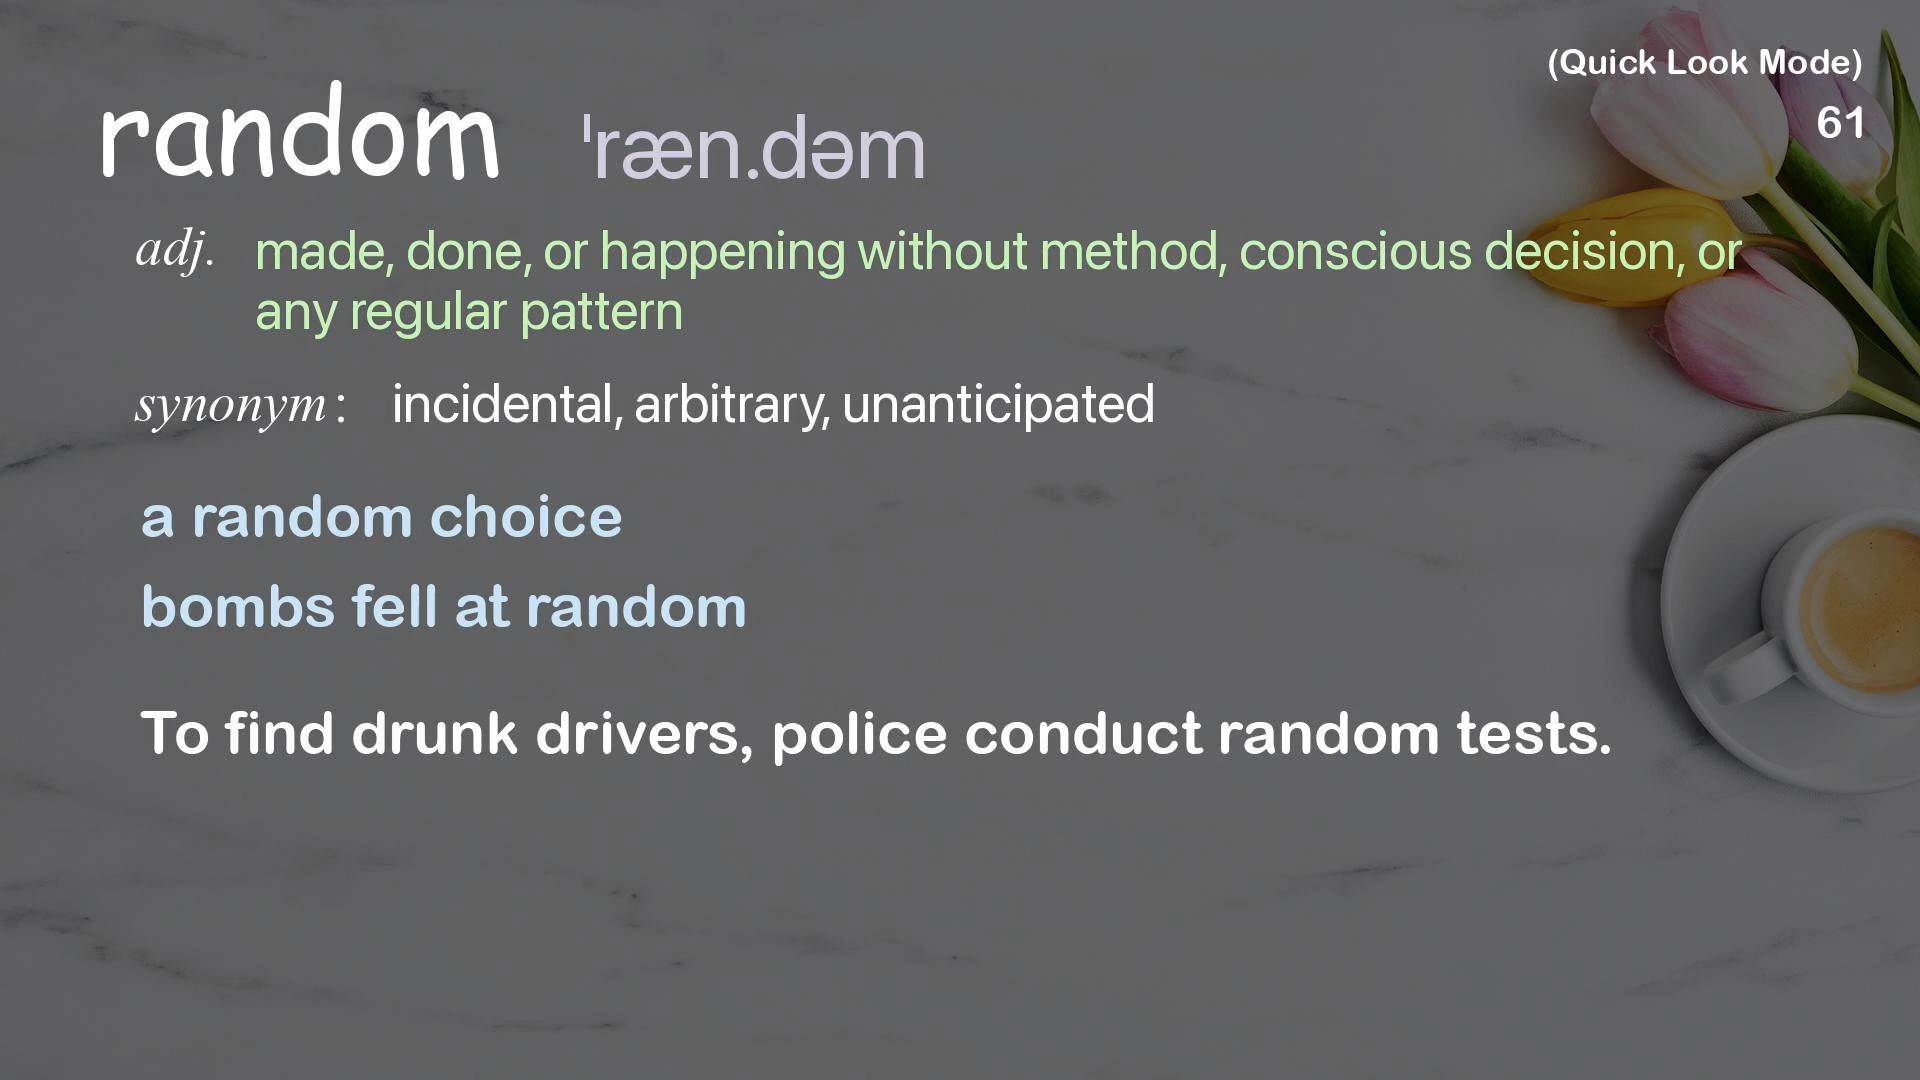 (Quick Look Mode)
61
random ˈræn.dəm
adj. made, done, or happening without method, conscious decision, or
any regular pattern
synonym: incidental, arbitrary, unanticipated
a random choice
bombs fell at random
To find drunk drivers, police conduct random tests.